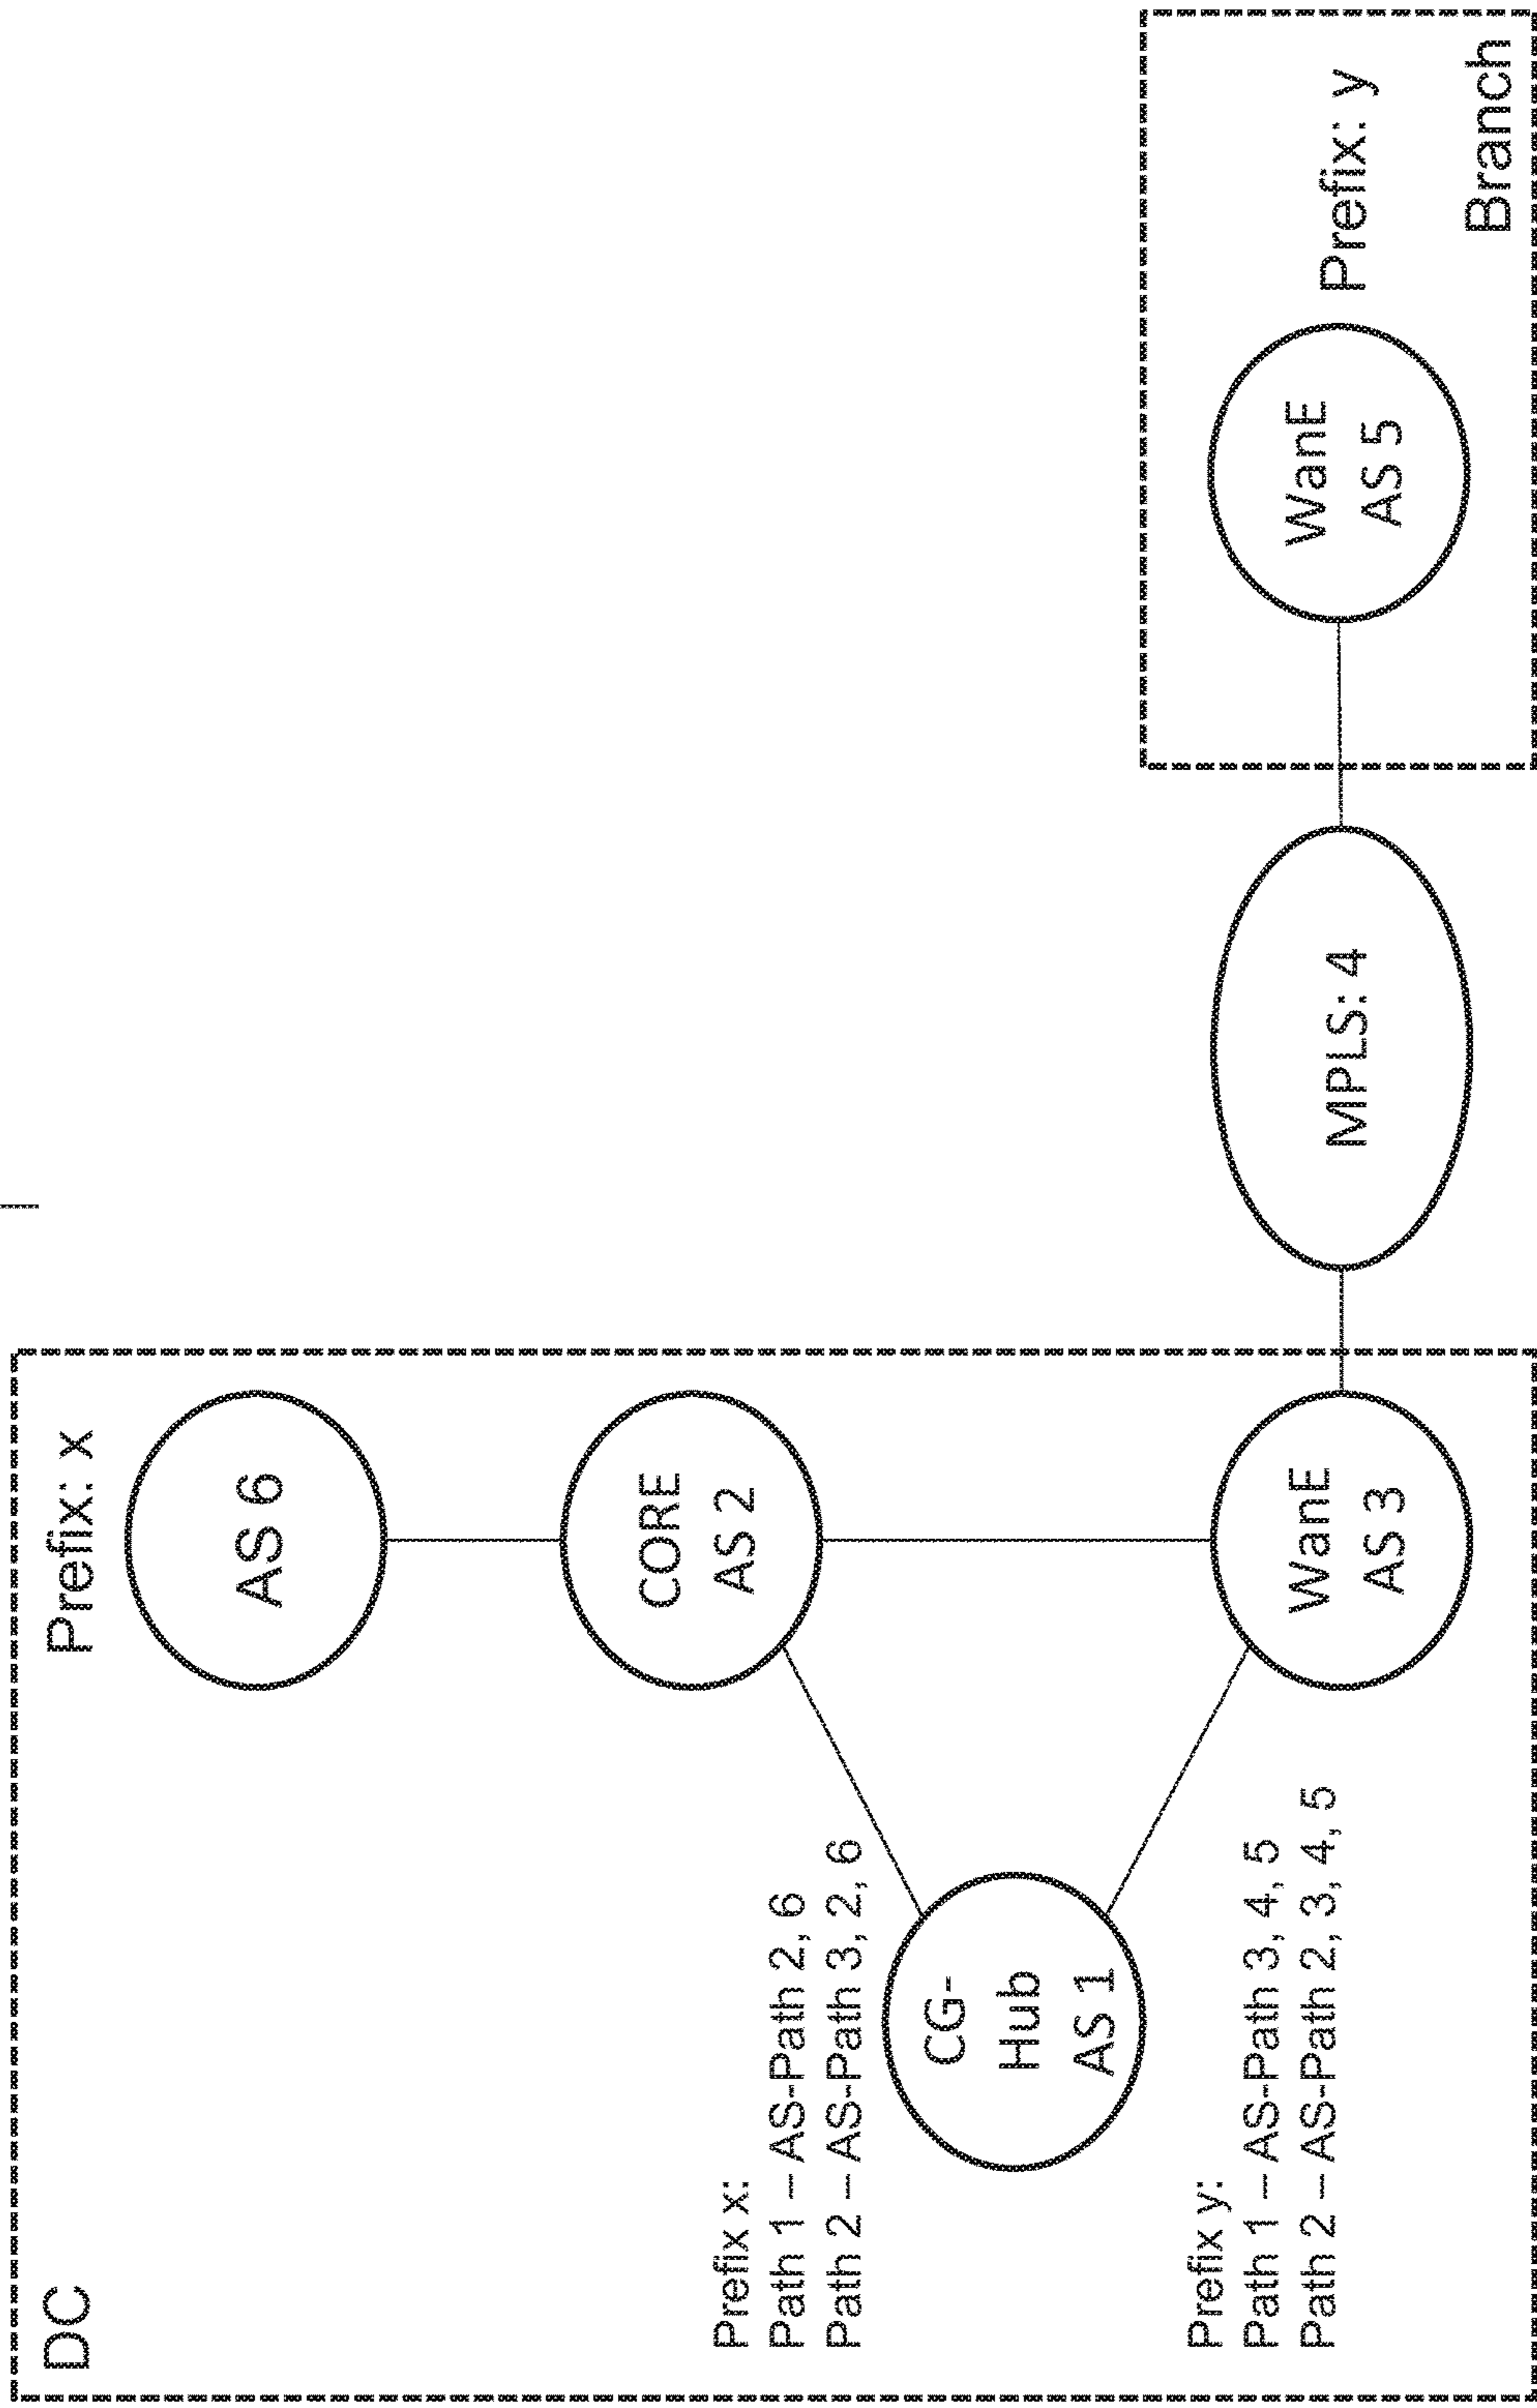 DC
Prefix: x
AS 6
CORE
AS 2
Prefix x:
Path 1 – AS-Path 2, 6
Path 2 – AS-Path 3, 2, 6
CG-
Hub
AS 1
Prefix y:
Path 1 – AS-Path 3, 4, 5
Path 2 – AS-Path 2, 3, 4, 5
WanE
AS 3
MPLS: 4
WanE
AS 5
Prefix: y
Branch